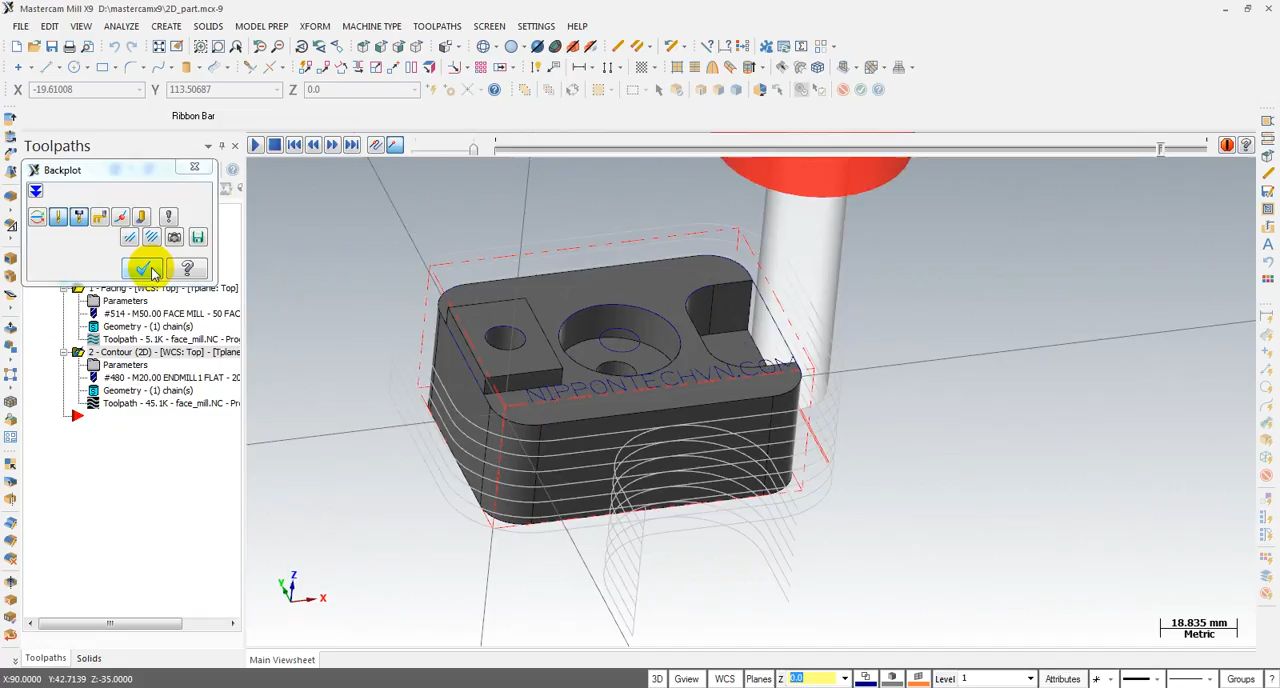 Mastercam Mill X9 D:\mastercamx9\2D_part.mcx-9
FILE EDIT VIEW ANALYZE CREATE SOLIDS MODEL PREP XFORM MACHINE TYPE TOOLPATHS SCREEN SETTINGS HELP
X -19.61008 Y 113.50687 Z 0.0
Ribbon Bar
Toolpaths
Backplot
1 - Facing - [WCS: Top] - [Tplane: Top]
Parameters
#514 - M50.00 FACE MILL - 50 FAC
Geometry - (1) chain(s)
Toolpath - 5.1K - face_mill.NC - Pro
2 - Contour (2D) - [WCS: Top] - [Tplane
Parameters
#480 - M20.00 ENDMILL1 FLAT - 20
Geometry - (1) chain(s)
Toolpath - 45.1K - face_mill.NC - Pr
NIPPONTECHVN.COM
Z
Y
X
18.835 mm
Metric
Toolpaths Solids
Main Viewsheet
X:90.0000 Y:42.7139 Z:-35.0000
3D Gview WCS Planes Z 0.0 Level 1 Attributes Groups ?